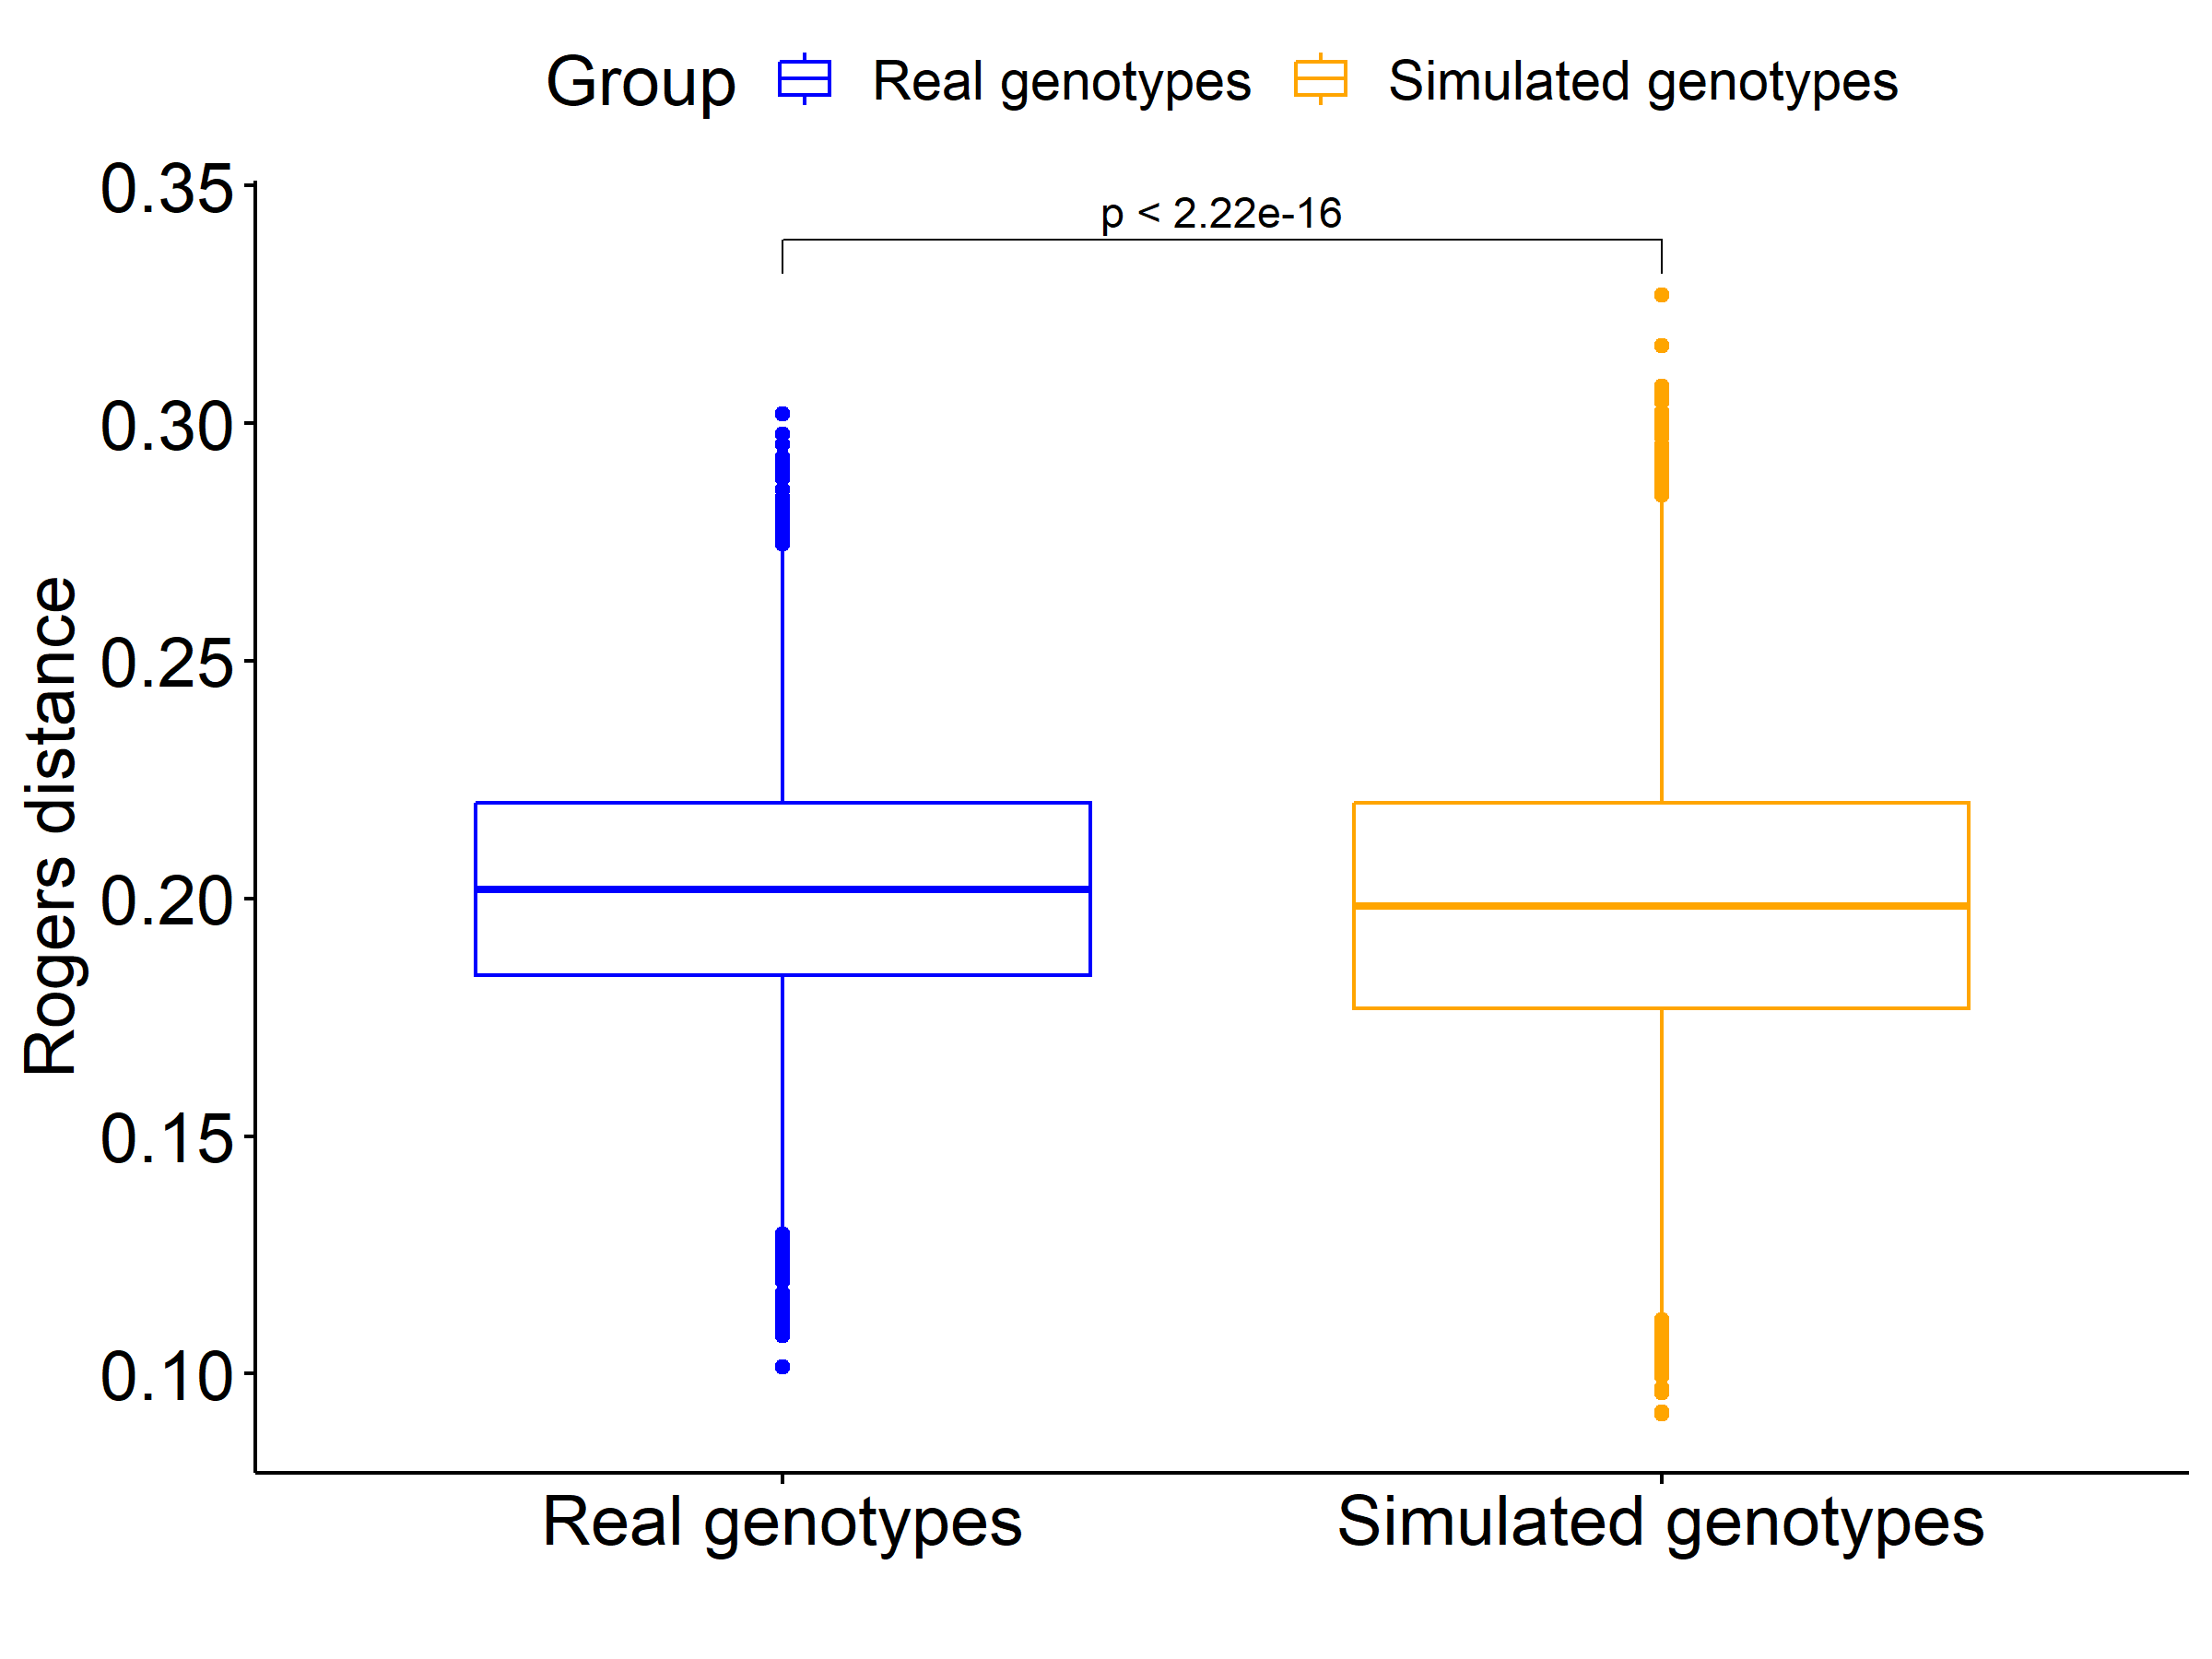 Group Real genotypes Simulated genotypes
0.35
p < 2.22e-16
0.30
0.25
0.20
0.15
0.10
Rogers distance
Real genotypes Simulated genotypes